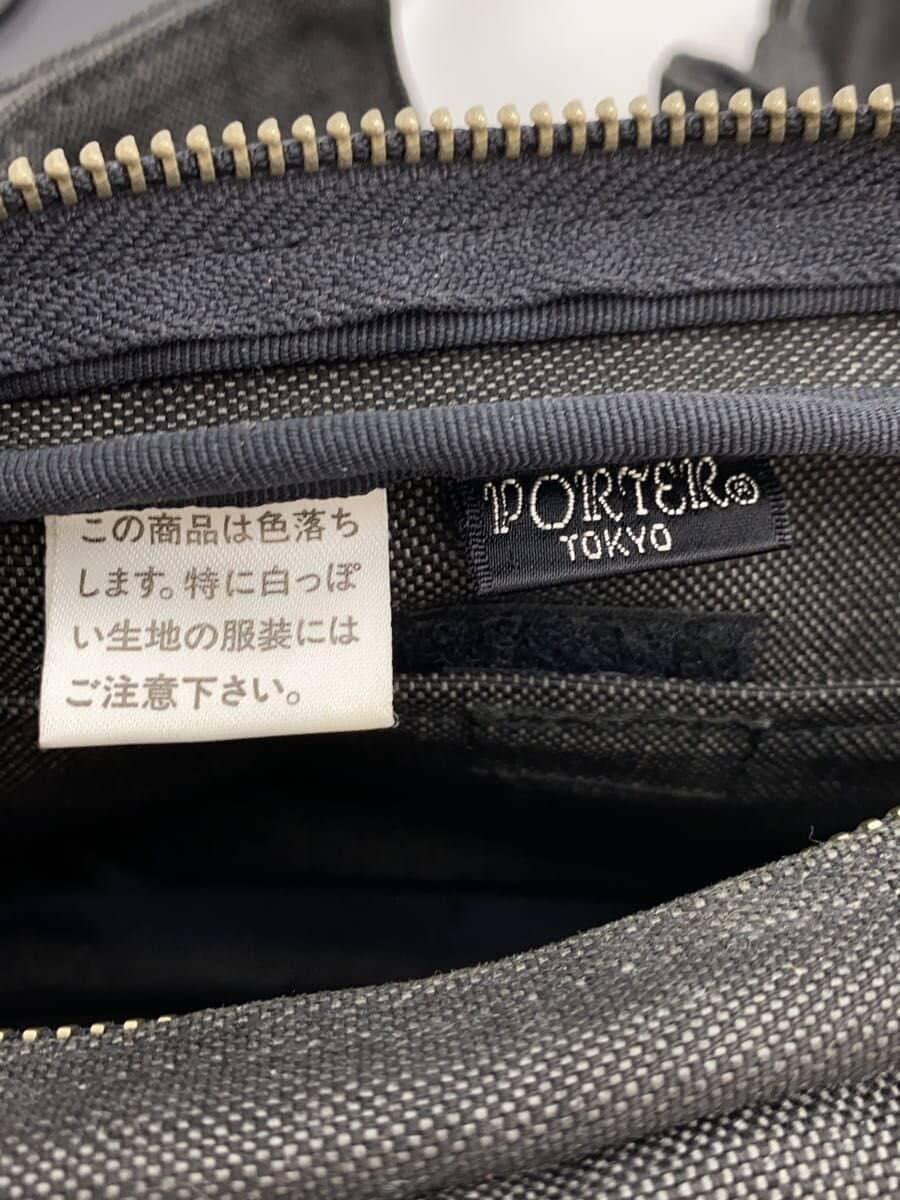 この商品は色落ち
します。特に白っぽ
い生地の服装には
ご注意下さい。
PORTER®
TOKYO